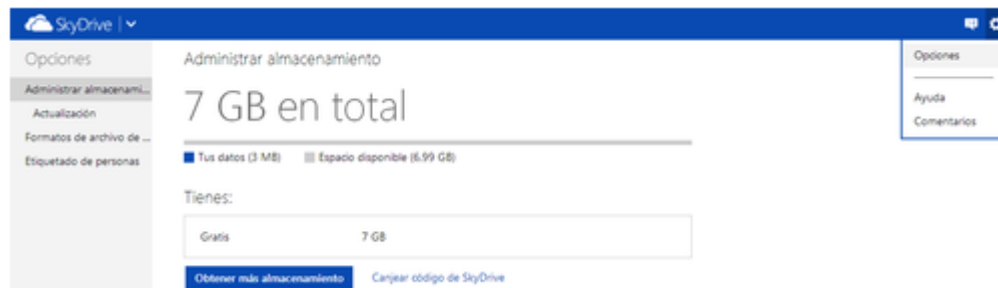 SkyDrive
Opciones
Administrar almacenami...
Actualización
Formatos de archivo de ...
Etiquetado de personas
Administrar almacenamiento
7 GB en total
Tus datos (3 MB) Espacio disponible (6.99 GB)
Tienes:
Gratis 7 GB
Obtener más almacenamiento Canjear código de SkyDrive
Opciones
Ayuda
Comentarios